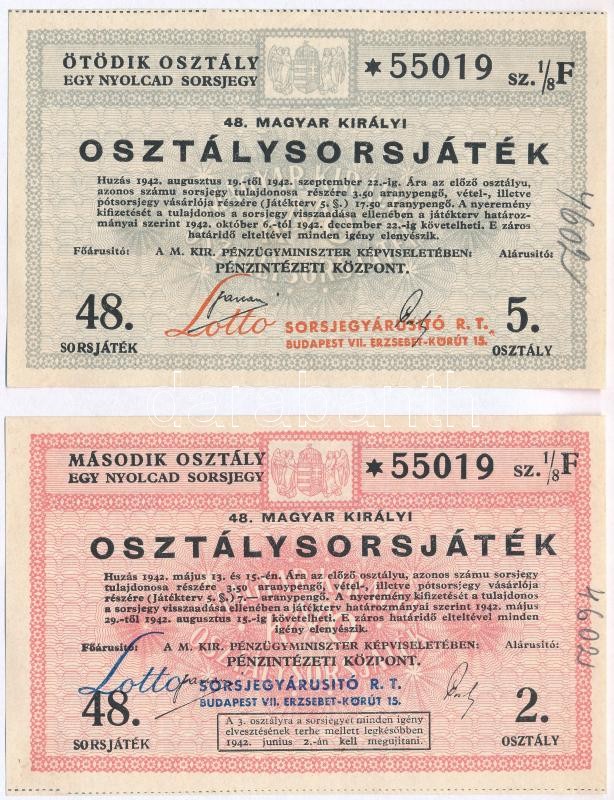 ÖTÖDIK OSZTÁLY
EGY NYOLCAD SORSJEGY
*55019 SZ. 1/8 F
48. MAGYAR KIRÁLYI
OSZTÁLYSORSJÁTÉK
Huzás 1942. augusztus 19.-től 1942. szeptember 22.-ig. Ára az előző osztályu,
azonos számu sorsjegy tulajdonosa részére 3.50 aranypengő, vétel-, illetve
pótsorsjegy vásárlója részére (Játékterv 5. §.) 17.50 aranypengő. A nyeremény
kifizetését a tulajdonos a sorsjegy visszaadása ellenében a játékterv határoz-
mányai szerint 1942. október 6.-tól 1942. december 22.-ig követelheti. E záros
határidő elteltével minden igény elenyészik.
Főárusitó: A M. KIR. PÉNZÜGYMINISZTER KÉPVISELETÉBEN: Alárusitó:
PÉNZINTÉZETI KÖZPONT.
48. Lotto SORSJEGYÁRUSITÓ R. T. 5.
SORSJÁTÉK BUDAPEST VII. ERZSEBET-KÖRÚT 15. OSZTÁLY
darabanth
MÁSODIK OSZTÁLY
EGY NYOLCAD SORSJEGY
*55019 SZ. 1/8 F
48. MAGYAR KIRÁLYI
OSZTÁLYSORSJÁTÉK
Huzás 1942. május 13. és 15.-én. Ára az előző osztályu, azonos számu sorsjegy
tulajdonosa részére 3.50 aranypengő, vétel-, illetve pótsorsjegy vásárlója
részére (Játékterv 5. §.) 7.— aranypengő. A nyeremény kifizetését a tulajdonos
a sorsjegy visszaadása ellenében a játékterv határozmányai szerint 1942. május
29.-től 1942. augusztus 15.-ig követelheti. E záros határidő elteltével minden
igény elenyészik.
Főárusitó: A M. KIR. PÉNZÜGYMINISZTER KÉPVISELETÉBEN: Alárusitó:
PÉNZINTÉZETI KÖZPONT.
Lotto SORSJEGYÁRUSITÓ R. T.
BUDAPEST VII. ERZSEBET-KÖRÚT 15.
48. 2.
SORSJÁTÉK OSZTÁLY
A 3. osztályra a sorsjegyet minden igény
elvesztésének terhe mellett legkésőbben
1942. junius 2.-án kell megujitani.